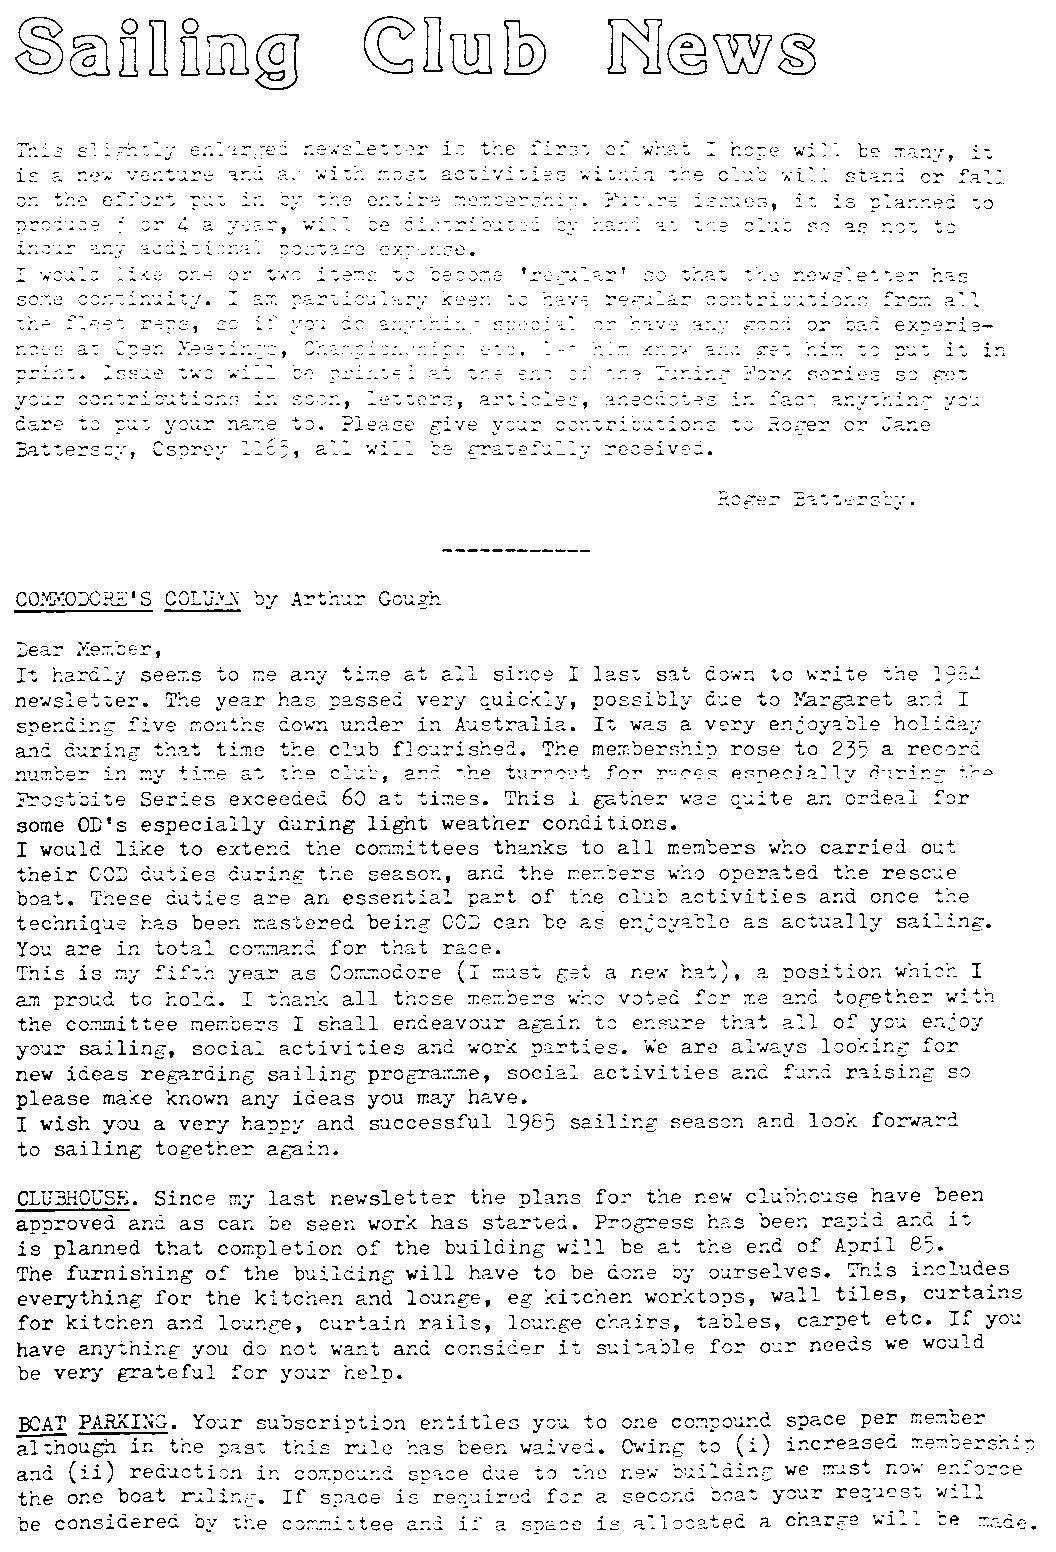 Sailing Club News
This slightly enlarged newsletter is the first of what I hope will be many, it
is a new venture and as with most activities within the club will stand or fall
on the effort put in by the entire membership. Future issues, it is planned to
produce 3 or 4 a year, will be distributed by hand at the club so as not to
incur any additional postage expense.
I would like one or two items to become 'regular' so that the newsletter has
some continuity. I am particulary keen to have regular contributions from all
the fleet reps, so if you do anything special or have any good or bad experie-
nces at Open Meetings, Championships etc. let him know and get him to put it in
print. Issue two will be printed at the end of the Tuning Fork series so get
your contributions in soon, letters, articles, anecdotes in fact anything you
dare to put your name to. Please give your contributions to Roger or Jane
Battersby, Osprey 1165, all will be gratefully received.
Roger Battersby.
------------
COMMODORE'S COLUMN by Arthur Gough
Dear Member,
It hardly seems to me any time at all since I last sat down to write the 1984
newsletter. The year has passed very quickly, possibly due to Margaret and I
spending five months down under in Australia. It was a very enjoyable holiday
and during that time the club flourished. The membership rose to 235 a record
number in my time at the club, and the turnout for races especially during the
Frostbite Series exceeded 60 at times. This i gather was quite an ordeal for
some OD's especially during light weather conditions.
I would like to extend the committees thanks to all members who carried out
their OOD duties during the season, and the members who operated the rescue
boat. These duties are an essential part of the club activities and once the
technique has been mastered being OOD can be as enjoyable as actually sailing.
You are in total command for that race.
This is my fifth year as Commodore (I must get a new hat), a position which I
am proud to hold. I thank all those members who voted for me and together with
the committee members I shall endeavour again to ensure that all of you enjoy
your sailing, social activities and work parties. We are always looking for
new ideas regarding sailing programme, social activities and fund raising so
please make known any ideas you may have.
I wish you a very happy and successful 1985 sailing season and look forward
to sailing together again.
CLUBHOUSE. Since my last newsletter the plans for the new clubhouse have been
approved and as can be seen work has started. Progress has been rapid and it
is planned that completion of the building will be at the end of April 85.
The furnishing of the building will have to be done by ourselves. This includes
everything for the kitchen and lounge, eg kitchen worktops, wall tiles, curtains
for kitchen and lounge, curtain rails, lounge chairs, tables, carpet etc. If you
have anything you do not want and consider it suitable for our needs we would
be very grateful for your help.
BOAT PARKING. Your subscription entitles you to one compound space per member
although in the past this rule has been waived. Owing to (i) increased membership
and (ii) reduction in compound space due to the new building we must now enforce
the one boat ruling. If space is required for a second boat your request will
be considered by the committee and if a space is allocated a charge will be made.